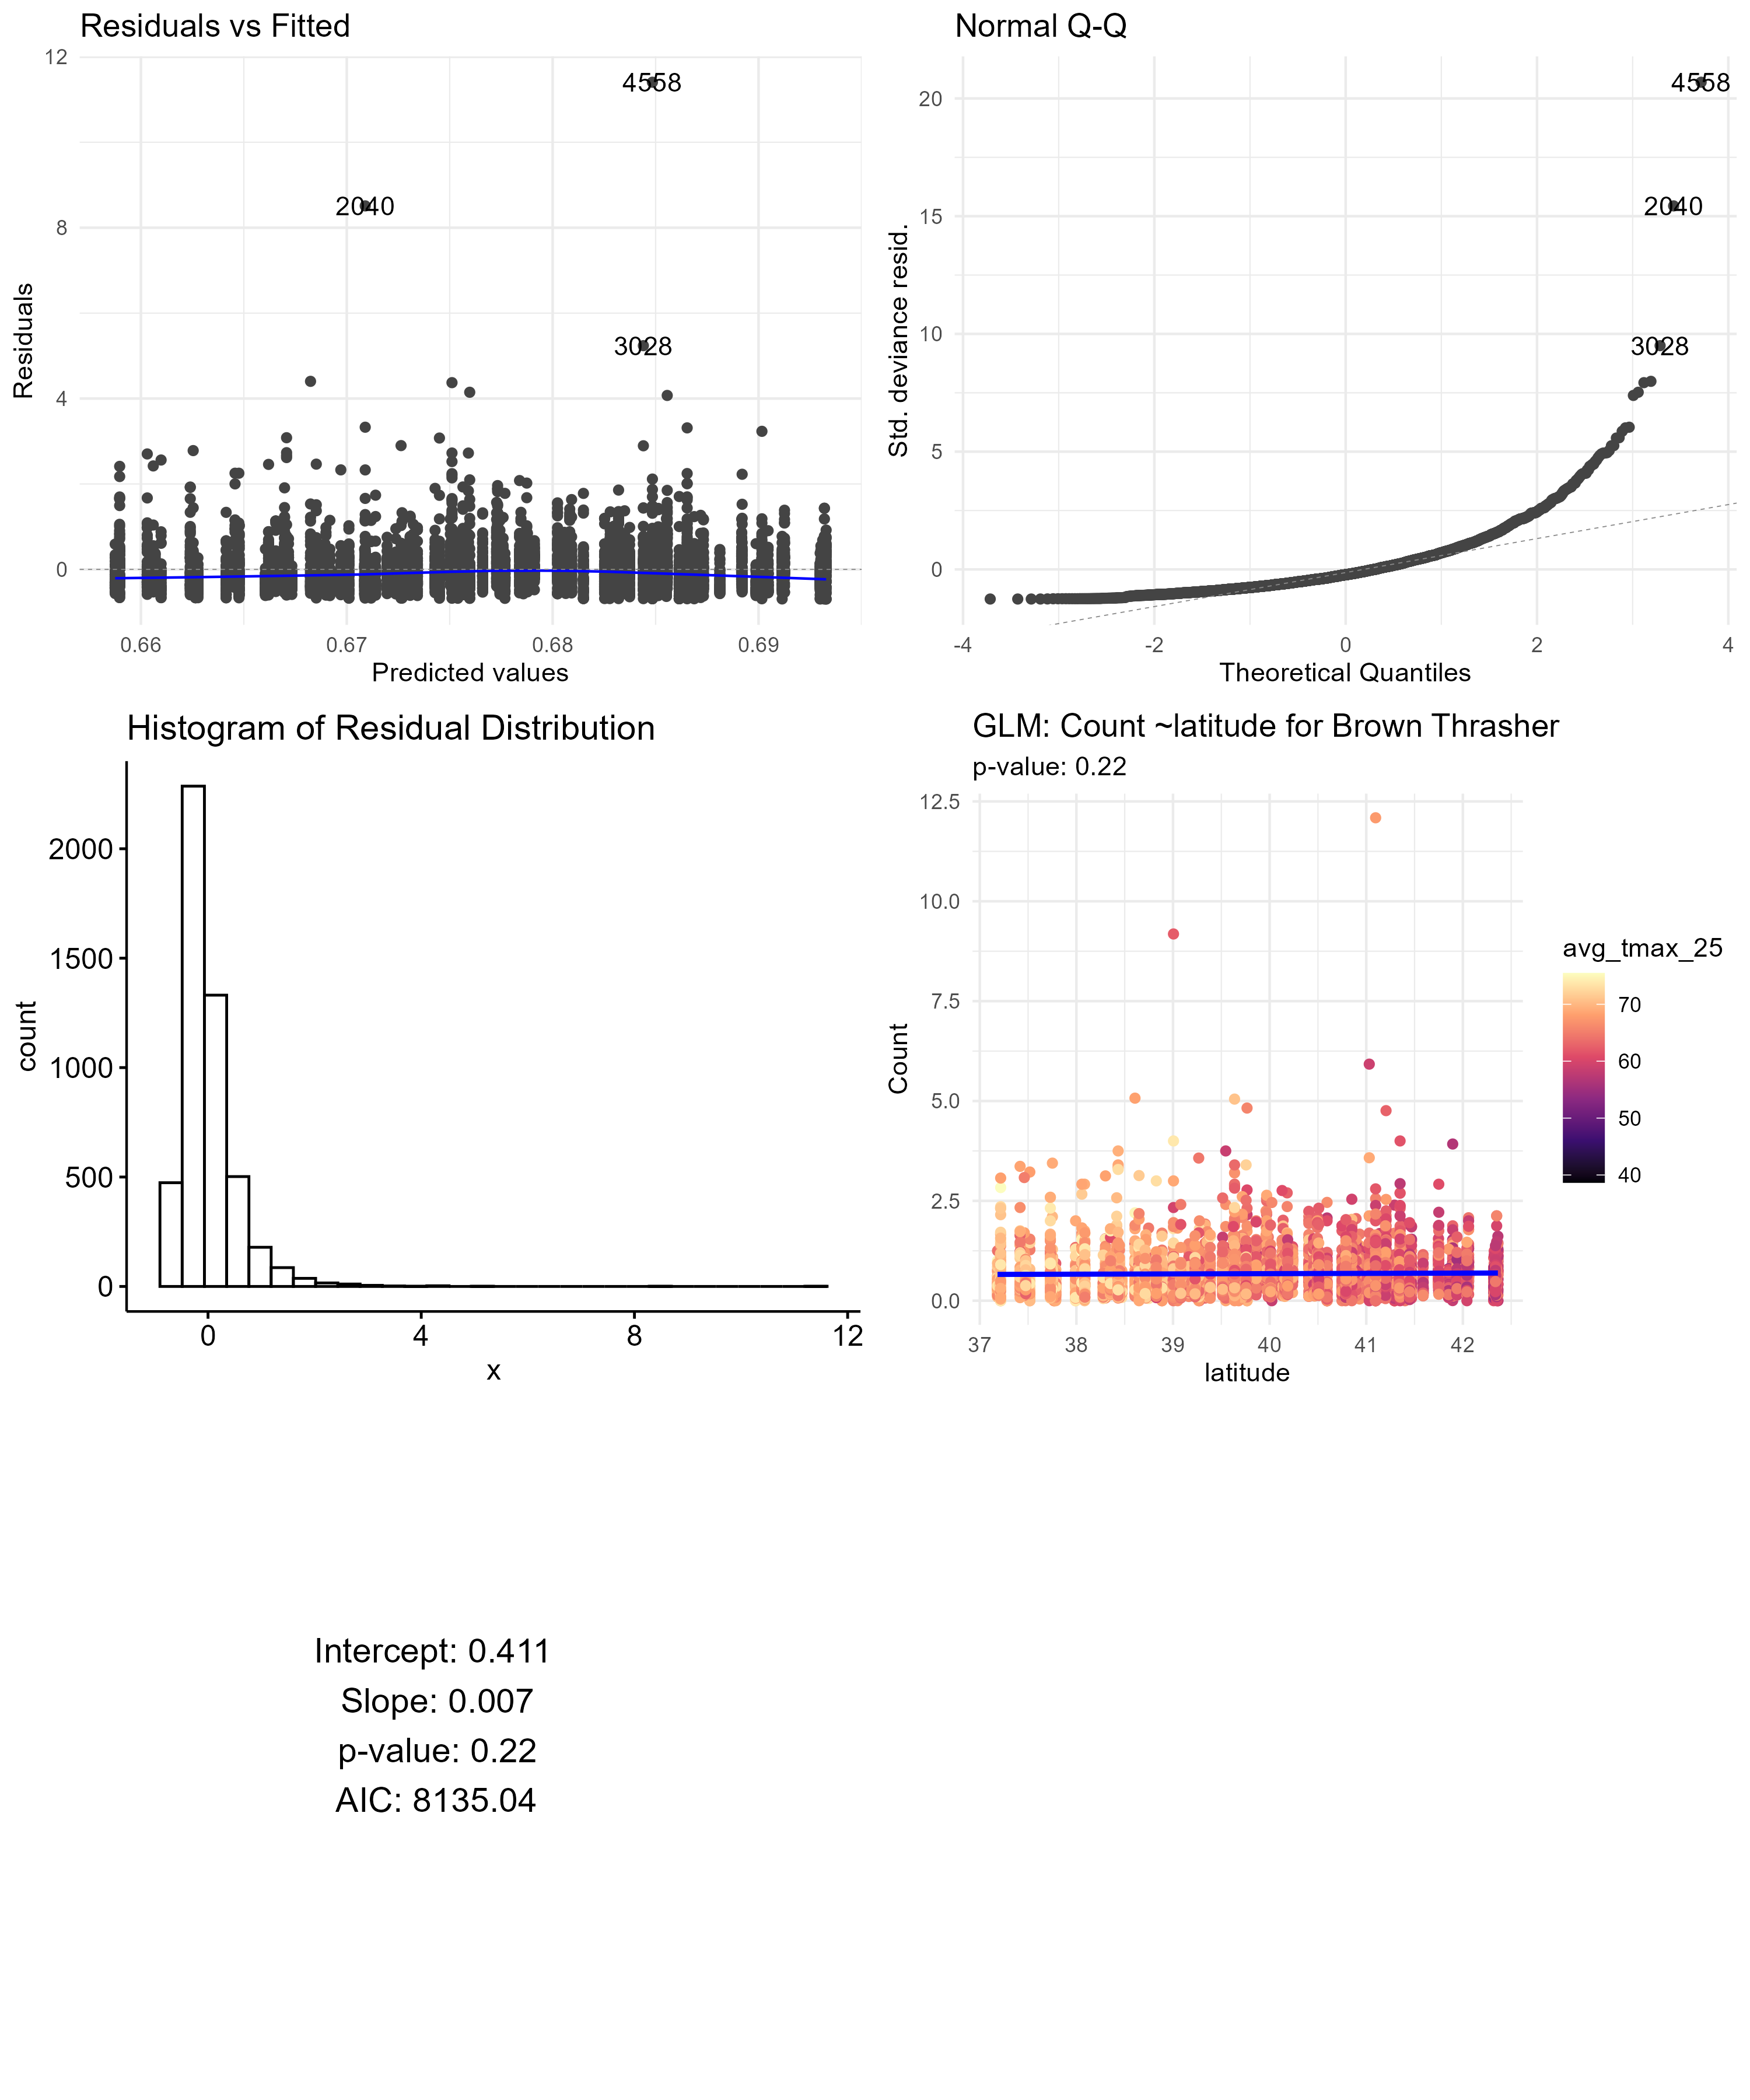 Residuals vs Fitted
12
8
4
0
Residuals
4558
2040
3028
0.66 0.67 0.68 0.69
Predicted values
Normal Q-Q
20
15
10
5
0
Std. deviance resid.
4558
2040
3028
-4 -2 0 2 4
Theoretical Quantiles
Histogram of Residual Distribution
2000
1500
1000
500
0
count
0 4 8 12
x
GLM: Count ~latitude for Brown Thrasher
p-value: 0.22
12.5
10.0
7.5
5.0
2.5
0.0
Count
37 38 39 40 41 42
latitude
avg_tmax_25
70
60
50
40
Intercept: 0.411
Slope: 0.007
p-value: 0.22
AIC: 8135.04